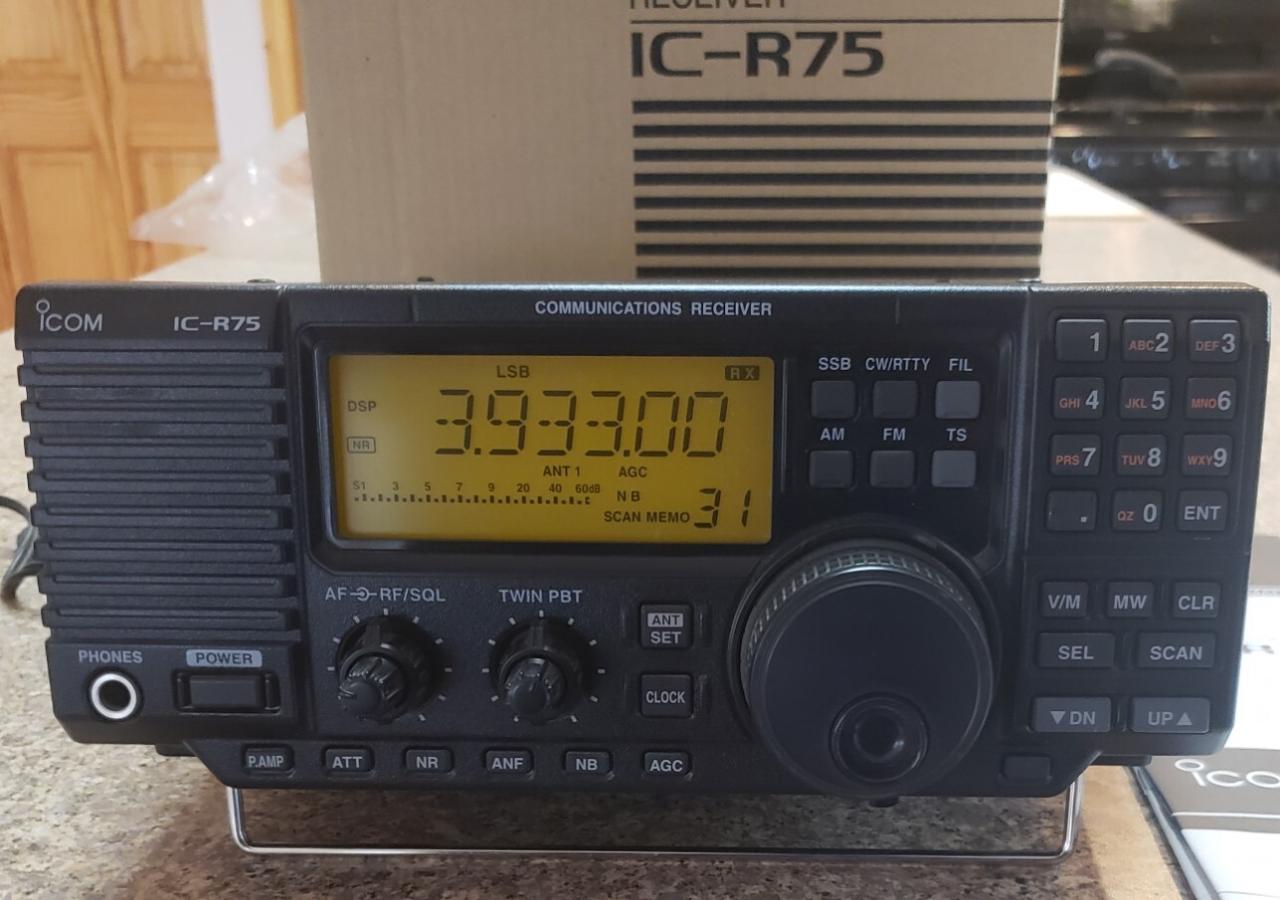 RECEIVER
IC-R75
ICOM
IC-R75
COMMUNICATIONS RECEIVER
LSB
RX
DSP
3.933.00
NR
ANT 1
AGC
S1 3 5 7 9 20 40 60dB
NB
SCAN MEMO 31
SSB CW/RTTY FIL
AM FM TS
1 ABC2 DEF3
GHI4 JKL5 MNO6
PRS7 TUV8 WXY9
. QZ0 ENT
AF RF/SQL
TWIN PBT
ANT
SET
CLOCK
V/M MW CLR
SEL SCAN
▼DN UP▲
PHONES
POWER
P.AMP ATT NR ANF NB AGC
ICO